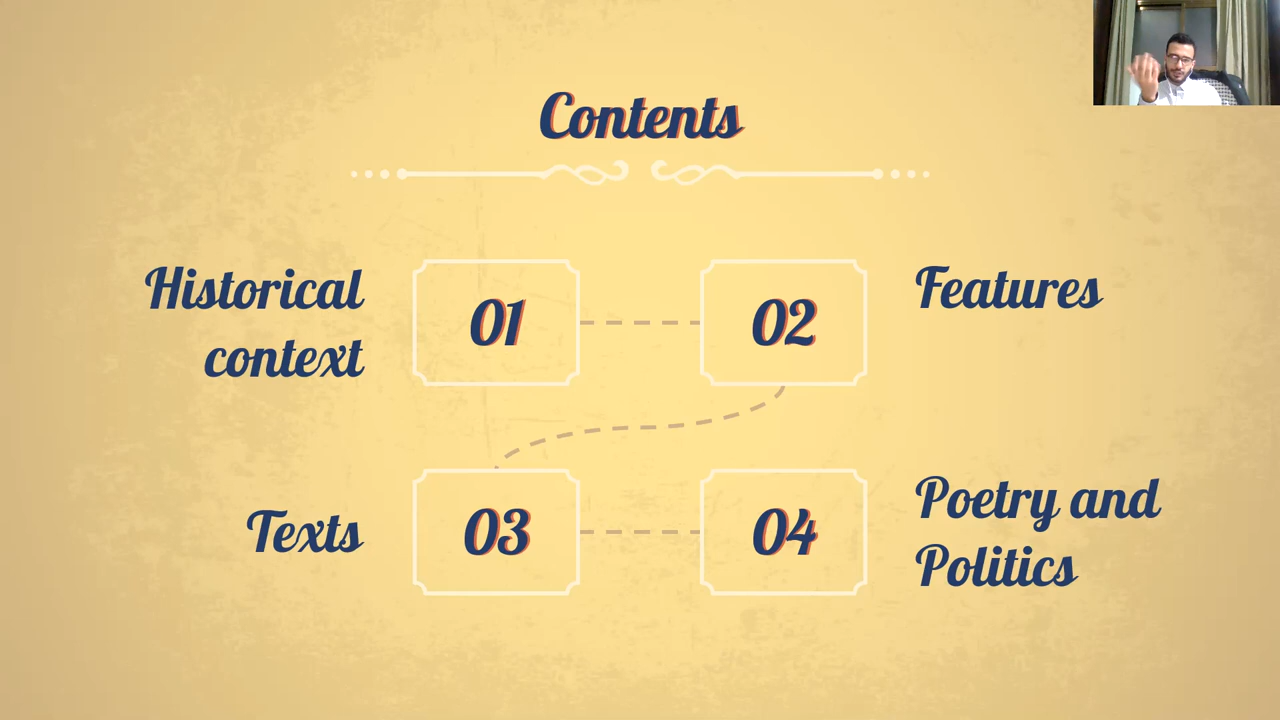 Contents
Historical
context
01
02
Features
Texts
03
04
Poetry and
Politics